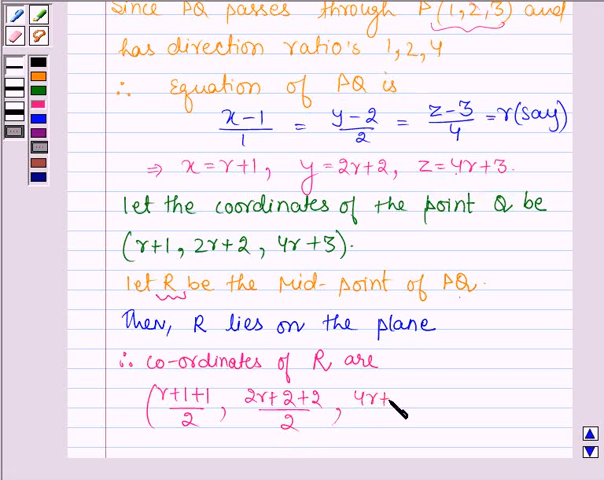 Since PQ passes through P(1,2,3) and
has direction ratio's 1, 2, 4
∴ Equation of PQ is
x-1/1 = y-2/2 = z-3/4 = r(say)
⇒ x=r+1, y=2r+2, z=4r+3.
let the coordinates of the point Q be
(r+1, 2r+2, 4r+3).
let R be the Mid-point of PQ.
Then, R lies on the plane
∴ co-ordinates of R are
(r+1+1/2, 2r+2+2/2, 4r+